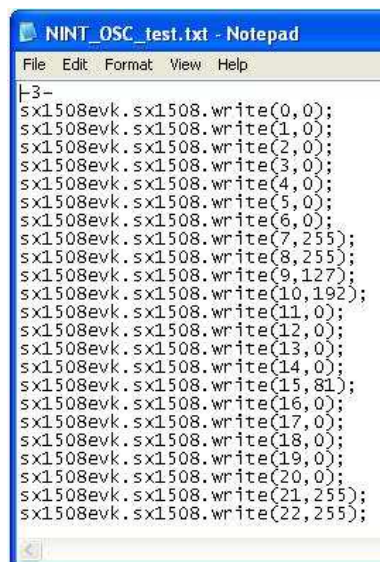 NINT_OSC_test.txt - Notepad
File Edit Format View Help
-3-
sx1508evk.sx1508.write(0,0);
sx1508evk.sx1508.write(1,0);
sx1508evk.sx1508.write(2,0);
sx1508evk.sx1508.write(3,0);
sx1508evk.sx1508.write(4,0);
sx1508evk.sx1508.write(5,0);
sx1508evk.sx1508.write(6,0);
sx1508evk.sx1508.write(7,255);
sx1508evk.sx1508.write(8,255);
sx1508evk.sx1508.write(9,127);
sx1508evk.sx1508.write(10,192);
sx1508evk.sx1508.write(11,0);
sx1508evk.sx1508.write(12,0);
sx1508evk.sx1508.write(13,0);
sx1508evk.sx1508.write(14,0);
sx1508evk.sx1508.write(15,81);
sx1508evk.sx1508.write(16,0);
sx1508evk.sx1508.write(17,0);
sx1508evk.sx1508.write(18,0);
sx1508evk.sx1508.write(19,0);
sx1508evk.sx1508.write(20,0);
sx1508evk.sx1508.write(21,255);
sx1508evk.sx1508.write(22,255);